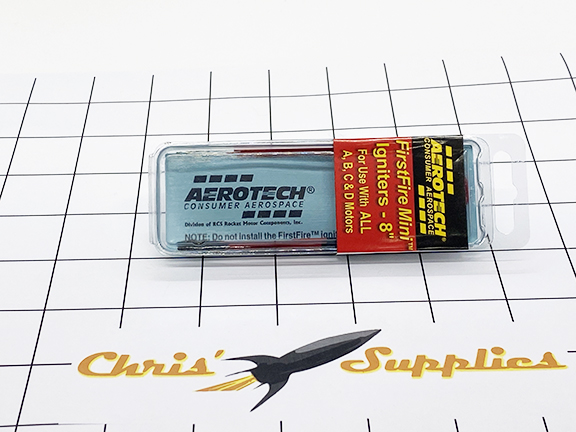 AEROTECH®
CONSUMER AEROSPACE
Division of RCS Rocket Motor Components, Inc.
NOTE: Do not install the FirstFire™ igni
AEROTECH®
CONSUMER AEROSPACE
FirstFire Mini™
Igniters - 8"
For Use With ALL
A, B, C & D Motors
Chris' Supplies